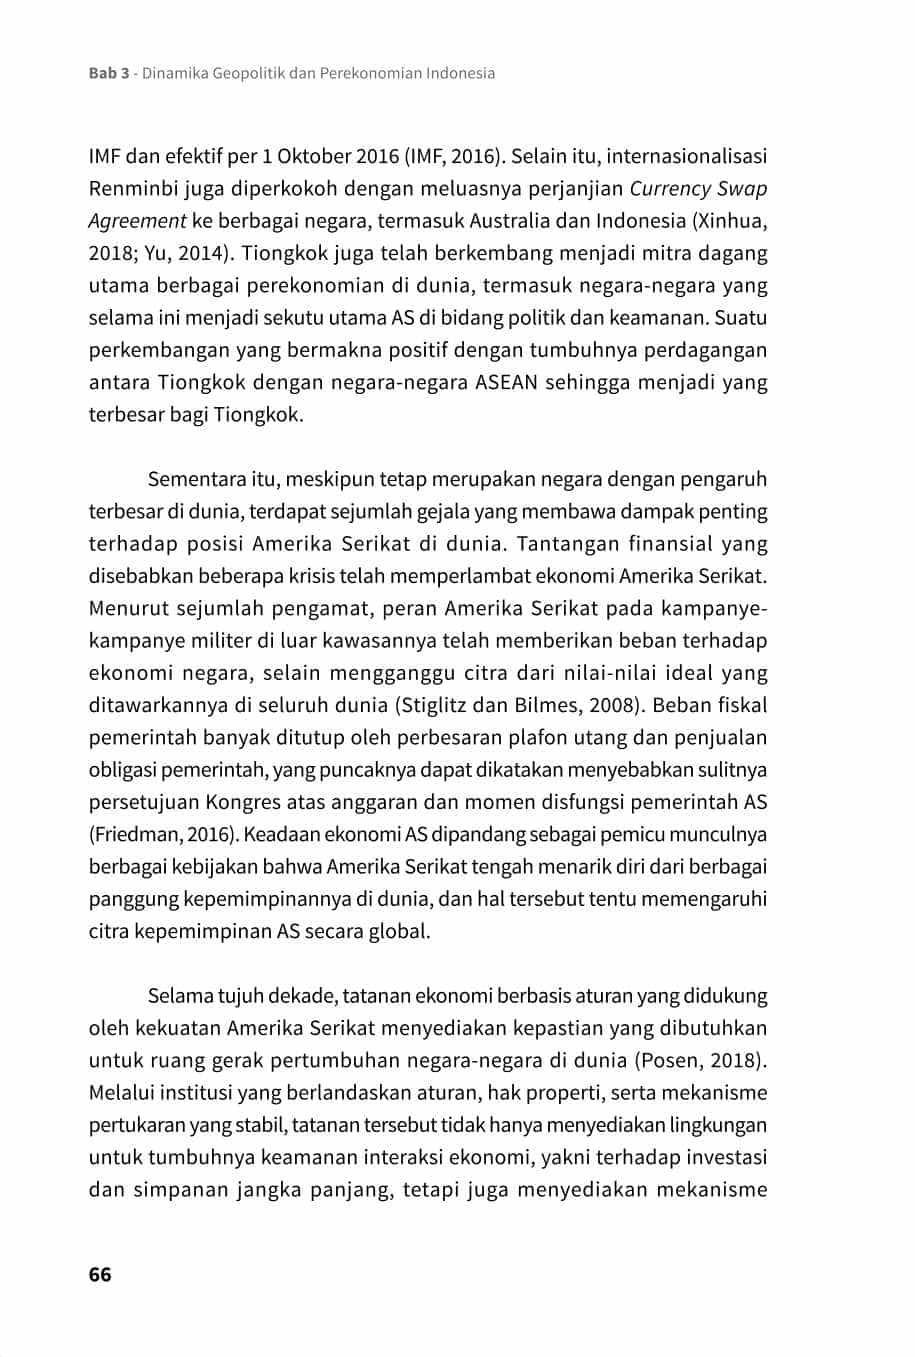 Bab 3 - Dinamika Geopolitik dan Perekonomian Indonesia
IMF dan efektif per 1 Oktober 2016 (IMF, 2016). Selain itu, internasionalisasi
Renminbi juga diperkokoh dengan meluasnya perjanjian Currency Swap
Agreement ke berbagai negara, termasuk Australia dan Indonesia (Xinhua,
2018; Yu, 2014). Tiongkok juga telah berkembang menjadi mitra dagang
utama berbagai perekonomian di dunia, termasuk negara-negara yang
selama ini menjadi sekutu utama AS di bidang politik dan keamanan. Suatu
perkembangan yang bermakna positif dengan tumbuhnya perdagangan
antara Tiongkok dengan negara-negara ASEAN sehingga menjadi yang
terbesar bagi Tiongkok.
Sementara itu, meskipun tetap merupakan negara dengan pengaruh
terbesar di dunia, terdapat sejumlah gejala yang membawa dampak penting
terhadap posisi Amerika Serikat di dunia. Tantangan finansial yang
disebabkan beberapa krisis telah memperlambat ekonomi Amerika Serikat.
Menurut sejumlah pengamat, peran Amerika Serikat pada kampanye-
kampanye militer di luar kawasannya telah memberikan beban terhadap
ekonomi negara, selain mengganggu citra dari nilai-nilai ideal yang
ditawarkannya di seluruh dunia (Stiglitz dan Bilmes, 2008). Beban fiskal
pemerintah banyak ditutup oleh perbesaran plafon utang dan penjualan
obligasi pemerintah, yang puncaknya dapat dikatakan menyebabkan sulitnya
persetujuan Kongres atas anggaran dan momen disfungsi pemerintah AS
(Friedman, 2016). Keadaan ekonomi AS dipandang sebagai pemicu munculnya
berbagai kebijakan bahwa Amerika Serikat tengah menarik diri dari berbagai
panggung kepemimpinannya di dunia, dan hal tersebut tentu memengaruhi
citra kepemimpinan AS secara global.
Selama tujuh dekade, tatanan ekonomi berbasis aturan yang didukung
oleh kekuatan Amerika Serikat menyediakan kepastian yang dibutuhkan
untuk ruang gerak pertumbuhan negara-negara di dunia (Posen, 2018).
Melalui institusi yang berlandaskan aturan, hak properti, serta mekanisme
pertukaran yang stabil, tatanan tersebut tidak hanya menyediakan lingkungan
untuk tumbuhnya keamanan interaksi ekonomi, yakni terhadap investasi
dan simpanan jangka panjang, tetapi juga menyediakan mekanisme
66